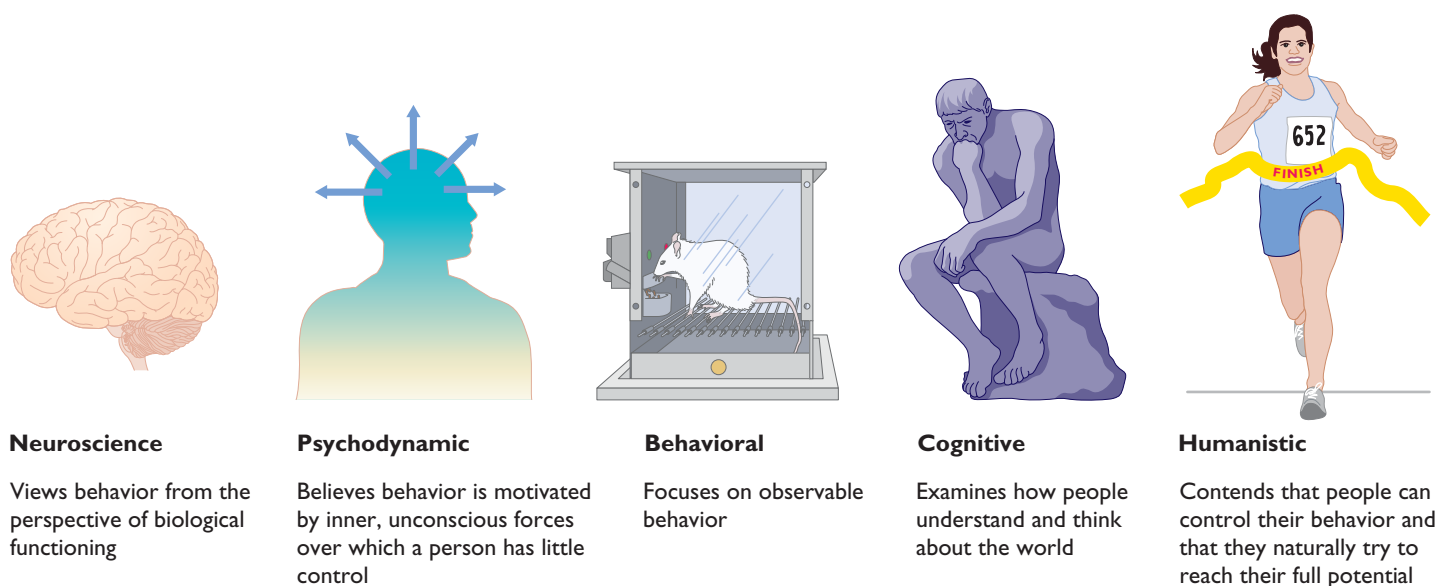 652
FINISH
Neuroscience
Views behavior from the
perspective of biological
functioning
Psychodynamic
Believes behavior is motivated
by inner, unconscious forces
over which a person has little
control
Behavioral
Focuses on observable
behavior
Cognitive
Examines how people
understand and think
about the world
Humanistic
Contends that people can
control their behavior and
that they naturally try to
reach their full potential